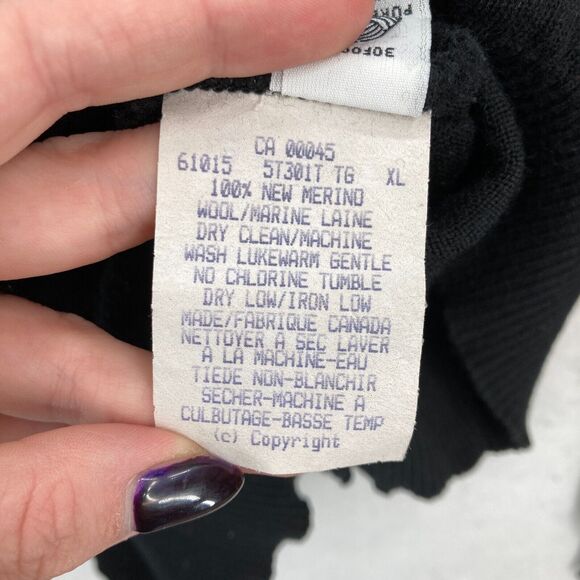 CA 00045
61015 5T301T TG XL
100% NEW MERINO
WOOL/MARINE LAINE
DRY CLEAN/MACHINE
WASH LUKEWARM GENTLE
NO CHLORINE TUMBLE
DRY LOW/IRON LOW
MADE/FABRIQUE CANADA
NETTOYER A SEC LAVER
A LA MACHINE-EAU
TIEDE NON-BLANCHIR
SECHER-MACHINE A
CULBUTAGE-BASSE TEMP
(c) Copyright